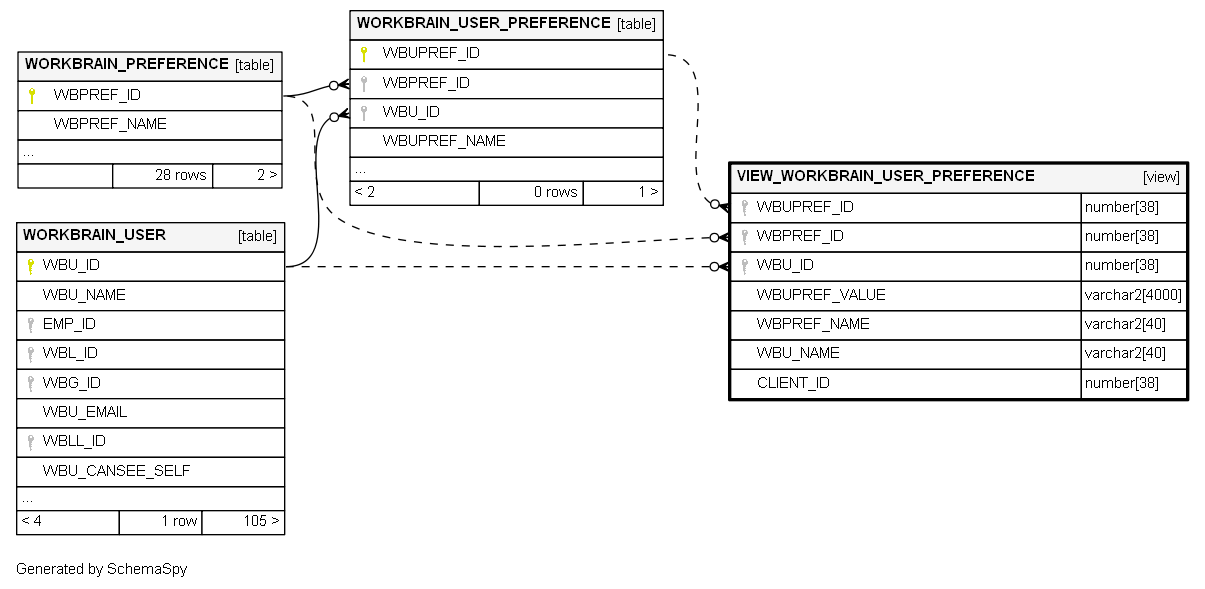 WORKBRAIN_USER_PREFERENCE [table]
WBUPREF_ID
WBPREF_ID
WBU_ID
WBUPREF_NAME
...
< 2 0 rows 1 >
WORKBRAIN_PREFERENCE [table]
WBPREF_ID
WBPREF_NAME
...
28 rows 2 >
VIEW_WORKBRAIN_USER_PREFERENCE [view]
WBUPREF_ID number[38]
WBPREF_ID number[38]
WBU_ID number[38]
WBUPREF_VALUE varchar2[4000]
WBPREF_NAME varchar2[40]
WBU_NAME varchar2[40]
CLIENT_ID number[38]
WORKBRAIN_USER [table]
WBU_ID
WBU_NAME
EMP_ID
WBL_ID
WBG_ID
WBU_EMAIL
WBLL_ID
WBU_CANSEE_SELF
...
< 4 1 row 105 >
Generated by SchemaSpy